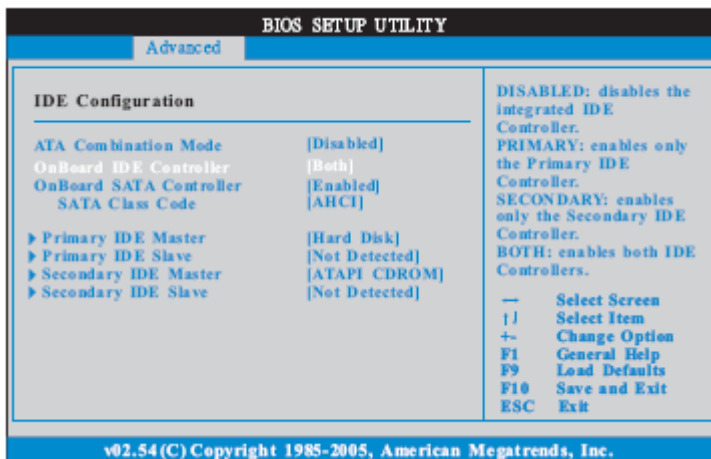 BIOS SETUP UTILITY
Advanced
IDE Configuration
ATA Combination Mode [Disabled]
OnBoard IDE Controller [Both]
OnBoard SATA Controller [Enabled]
SATA Class Code [AHCI]
Primary IDE Master [Hard Disk]
Primary IDE Slave [Not Detected]
Secondary IDE Master [ATAPI CDROM]
Secondary IDE Slave [Not Detected]
DISABLED: disables the
integrated IDE
Controller.
PRIMARY: enables only
the Primary IDE
Controller.
SECONDARY: enables
only the Secondary IDE
Controller.
BOTH: enables both IDE
Controllers.
↔ Select Screen
↑↓ Select Item
+- Change Option
F1 General Help
F9 Load Defaults
F10 Save and Exit
ESC Exit
v02.54 (C) Copyright 1985-2005, American Megatrends, Inc.